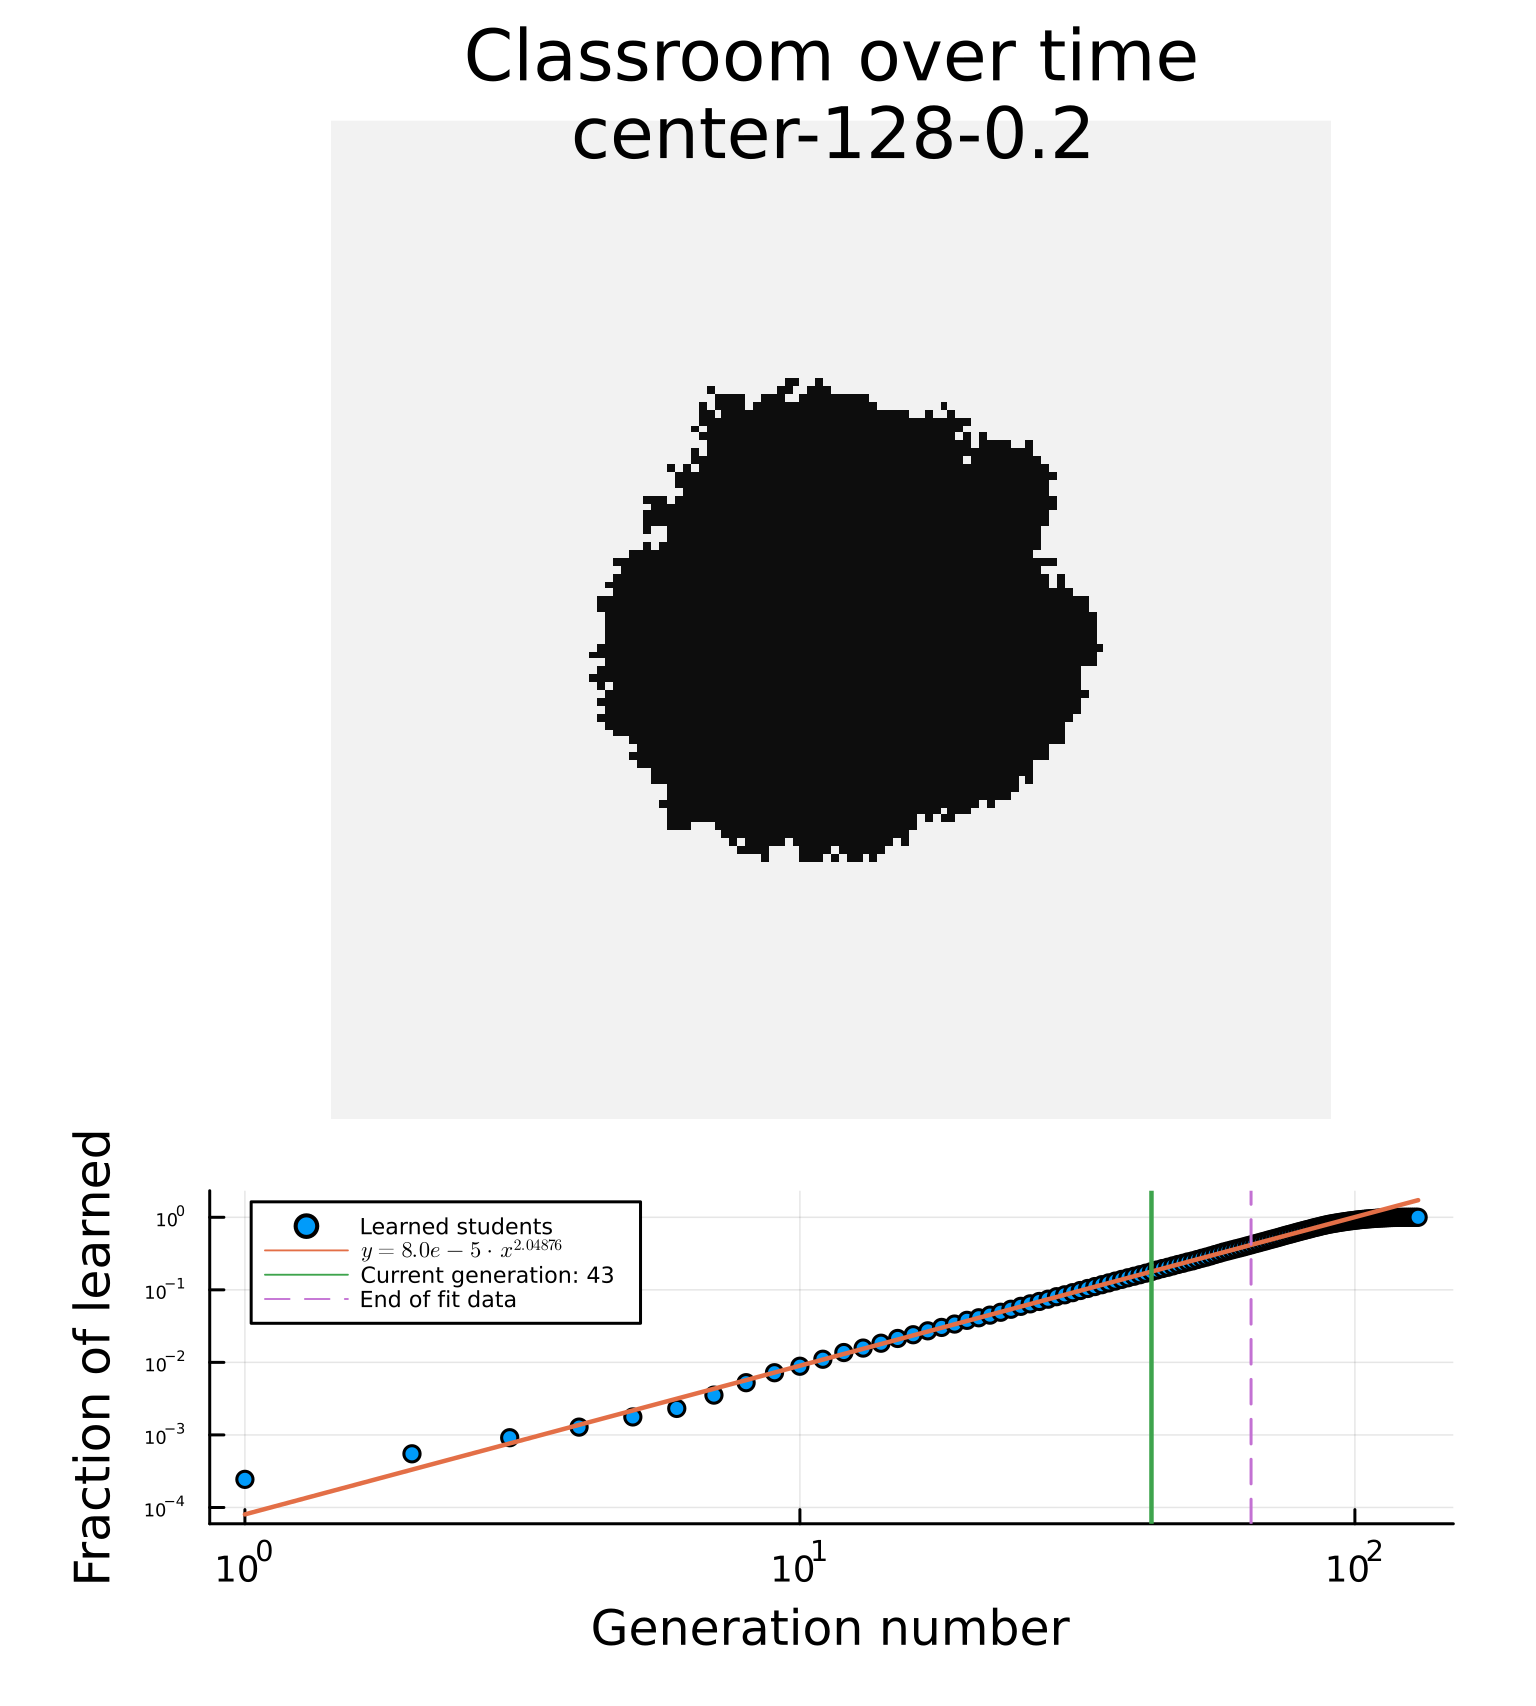 Classroom over time
center-128-0.2
Fraction of learned
10^0
10^-1
10^-2
10^-3
10^-4
Learned students
y = 8.0e − 5 · x^2.04876
Current generation: 43
End of fit data
10^0 10^1 10^2
Generation number